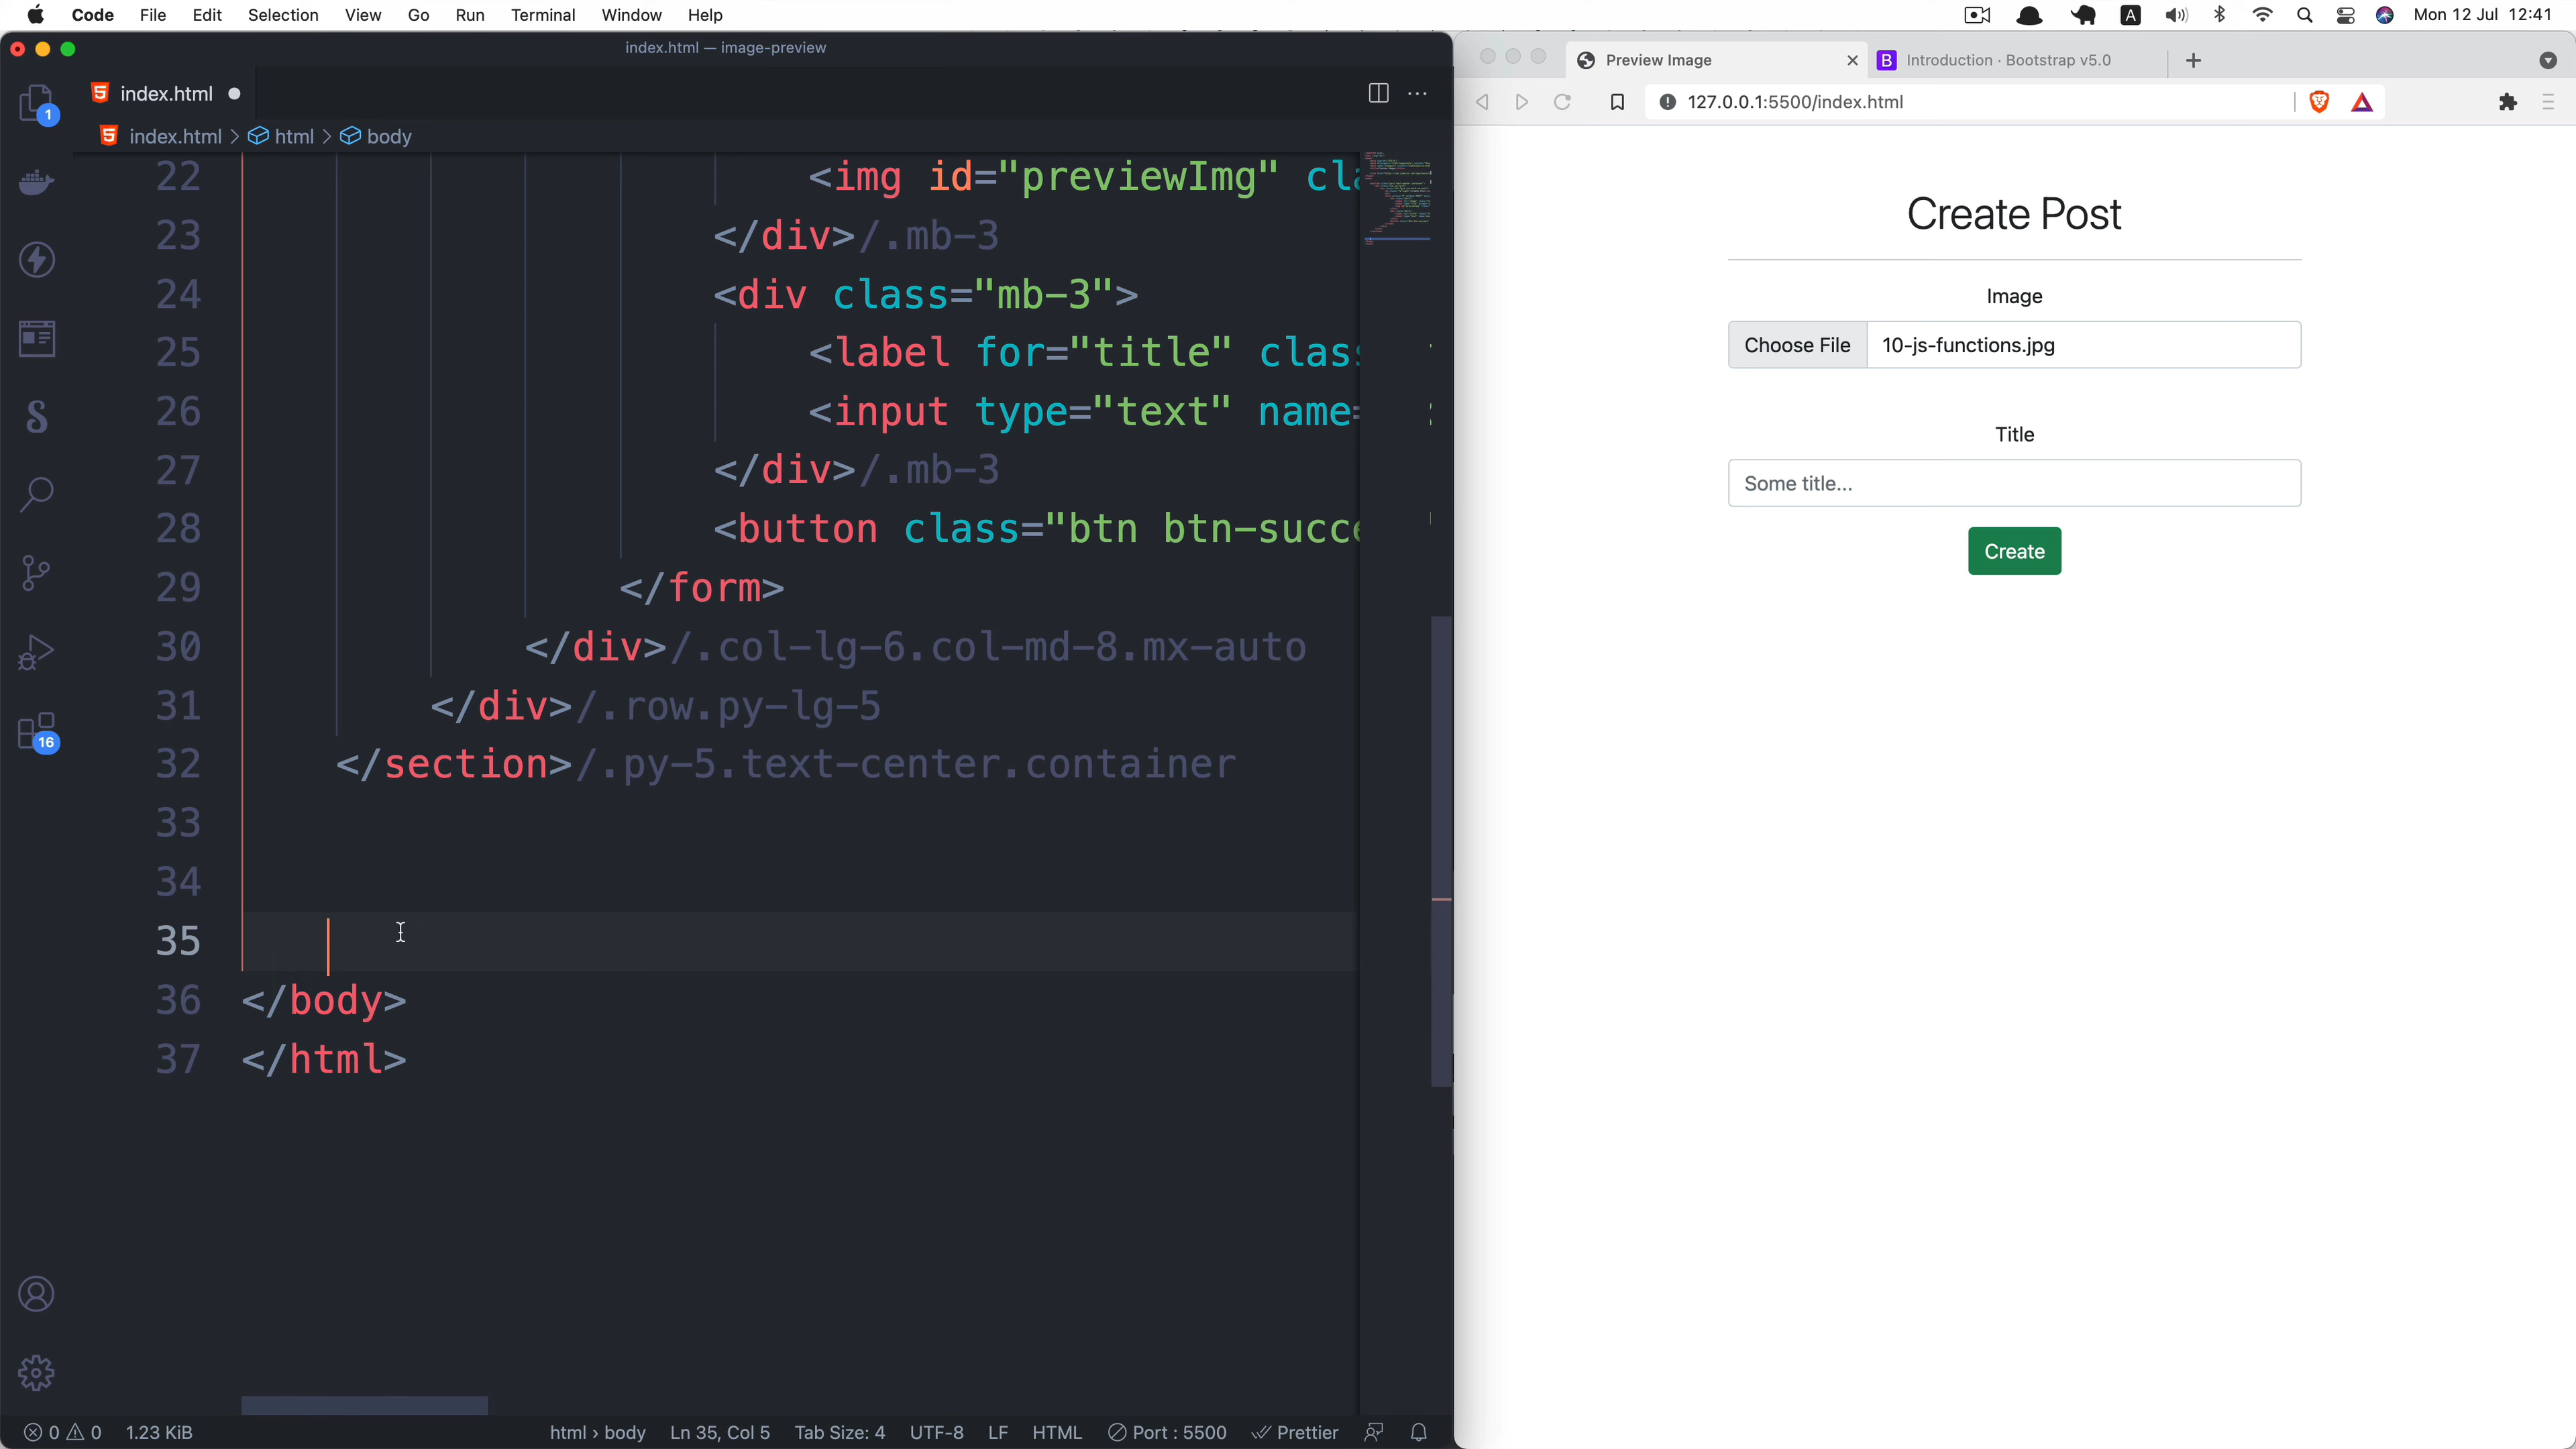 Code File Edit Selection View Go Run Terminal Window Help
A Mon 12 Jul 12:41
index.html — image-preview
index.html
index.html > html > body
22 <img id="previewImg" cla
23 </div>/.mb-3
24 <div class="mb-3">
25 <label for="title" class
26 <input type="text" name=
27 </div>/.mb-3
28 <button class="btn btn-succe
29 </form>
30 </div>/.col-lg-6.col-md-8.mx-auto
31 </div>/.row.py-lg-5
32 </section>/.py-5.text-center.container
33
34
35
36 </body>
37 </html>
1
16
0 0 1.23 KiB html › body Ln 35, Col 5 Tab Size: 4 UTF-8 LF HTML Port : 5500 Prettier
Preview Image
B Introduction · Bootstrap v5.0
127.0.0.1:5500/index.html
Create Post
Image
Choose File 10-js-functions.jpg
Title
Some title...
Create